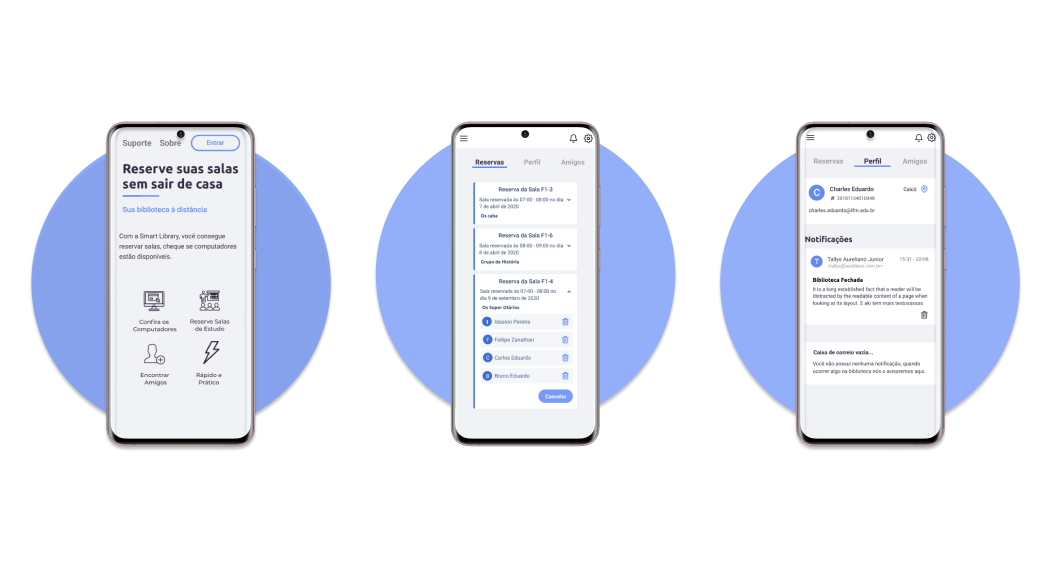 Suporte Sobre Entrar
Reserve suas salas
sem sair de casa
Sua biblioteca à distância
Com a Smart Library, você consegue
reservar salas, cheque se computadores
estão disponíveis.
Confira os
Computadores
Reserve Salas
de Estudo
Encontrar
Amigos
Rápido e
Prático
Reservas Perfil Amigos
Reserva da Sala F1-3
Sala reservada às 07:00 - 08:00 no dia
7 de abril de 2020
Os caba
Reserva da Sala F1-6
Sala reservada às 08:00 - 09:00 no dia
8 de abril de 2020
Grupo de História
Reserva da Sala F1-4
Sala reservada às 07:00 - 08:00 no
dia 9 de setembro de 2020
Os Super Otários
I Idasion Perens
F Fellipe Zanathun
C Carlos Eduardo
B Bruno Eduardo
Cancelar
Reservas Perfil Amigos
C Charles Eduardo Caicó
# 20181104010048
charles.eduardo@ifrn.edu.br
Notificações
T Tallys Aureliano Junior 15:31 - 22/08
<tallys@aureliano.com.br>
Biblioteca Fechada
It is a long established fact that a reader will be
distracted by the readable content of a page when
looking at its layout. E aki tem mais testossssss
Caixa de correio vazia...
Você não possui nenhuma notificação, quando
ocorrer algo na biblioteca nós o avisaremos aqui.